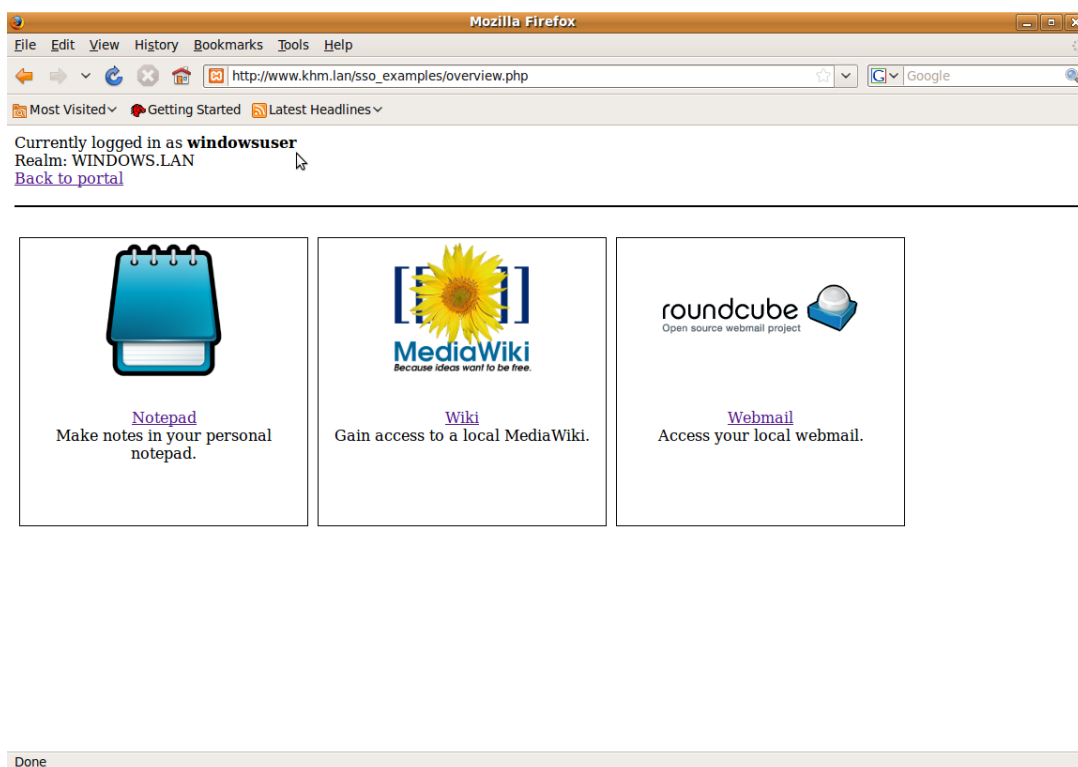 Mozilla Firefox
File Edit View History Bookmarks Tools Help
http://www.khm.lan/sso_examples/overview.php
G
Google
Most Visited Getting Started Latest Headlines
Currently logged in as windowsuser
Realm: WINDOWS.LAN
Back to portal
[[ ]]
MediaWiki
Because ideas want to be free.
roundcube
Open source webmail project
Notepad
Make notes in your personal
notepad.
Wiki
Gain access to a local MediaWiki.
Webmail
Access your local webmail.
Done